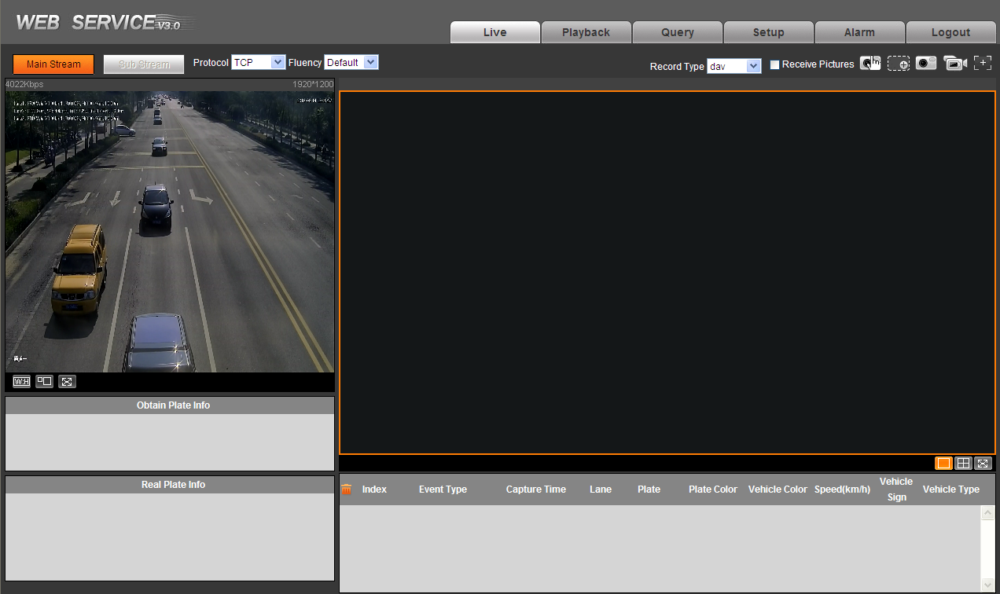 WEB SERVICE V3.0
Live
Playback
Query
Setup
Alarm
Logout
Main Stream
Sub Stream
Protocol
TCP
Fluency
Default
Record Type
dav
Receive Pictures
4022Kbps
1920*1200
W:H
Obtain Plate Info
Real Plate Info
Index
Event Type
Capture Time
Lane
Plate
Plate Color
Vehicle Color
Speed(km/h)
Vehicle
Sign
Vehicle Type